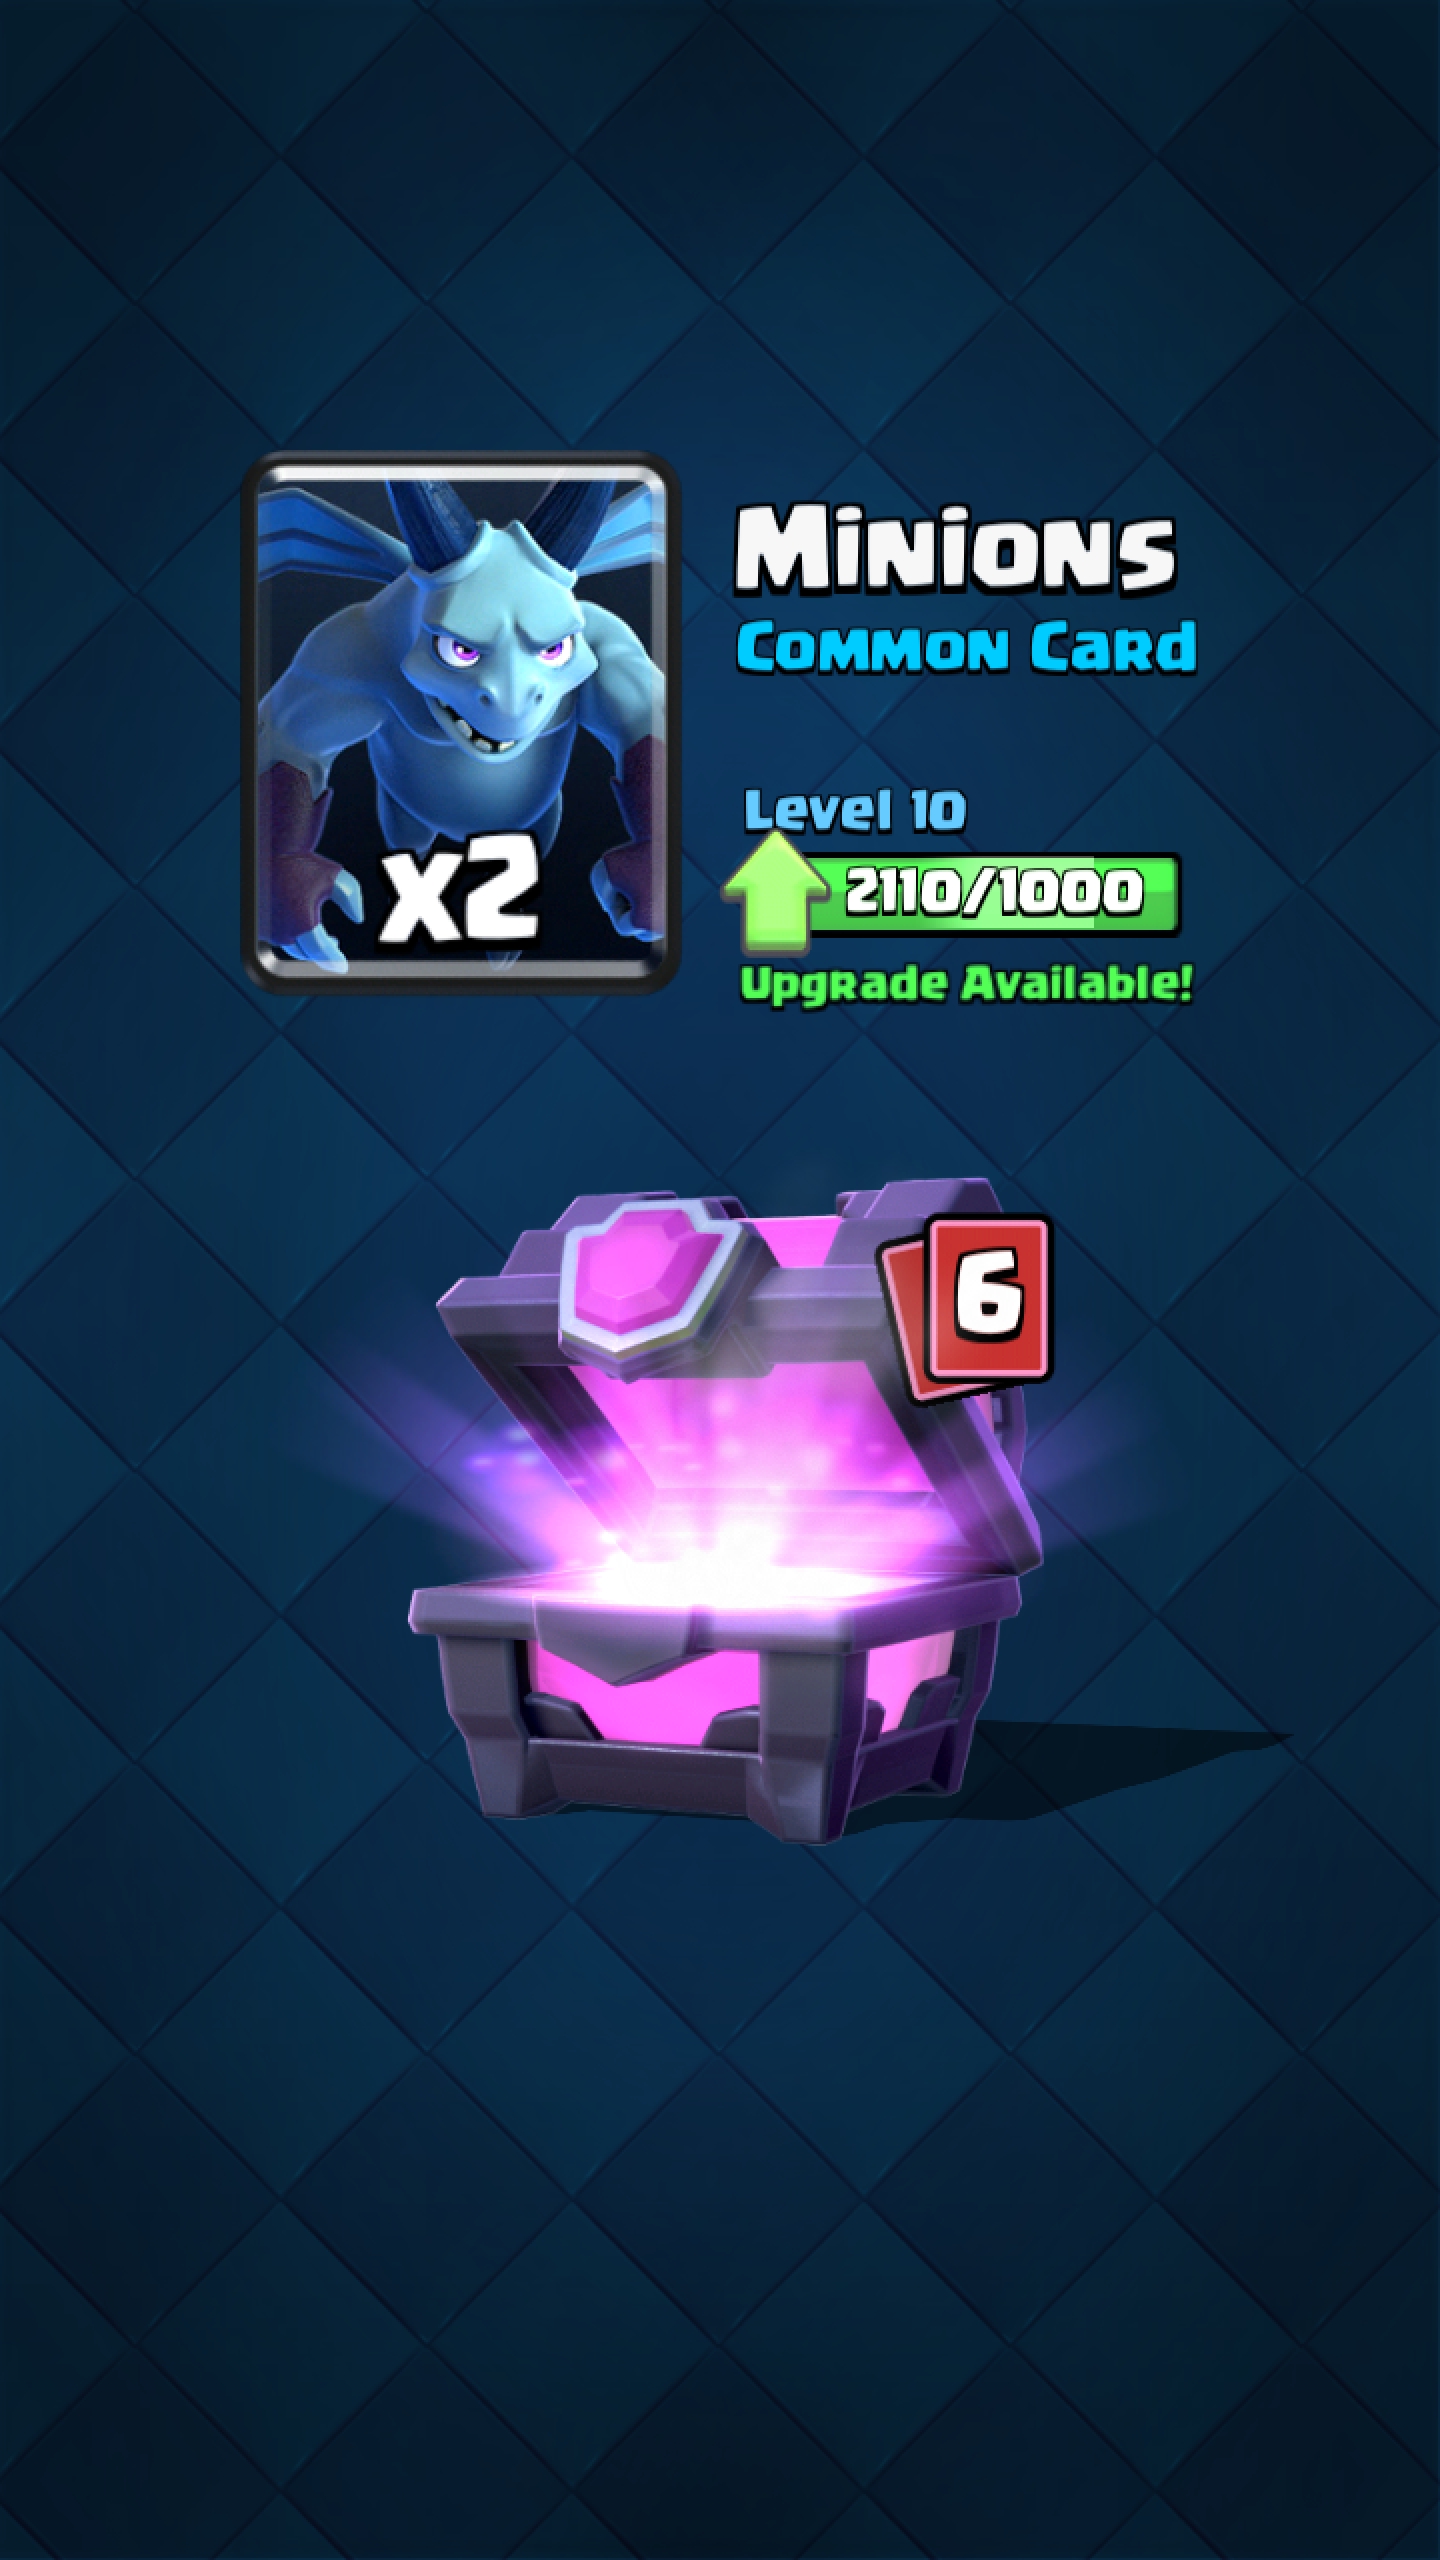 Minions
Common Card
Level 10
2110/1000
Upgrade Available!
x2
6